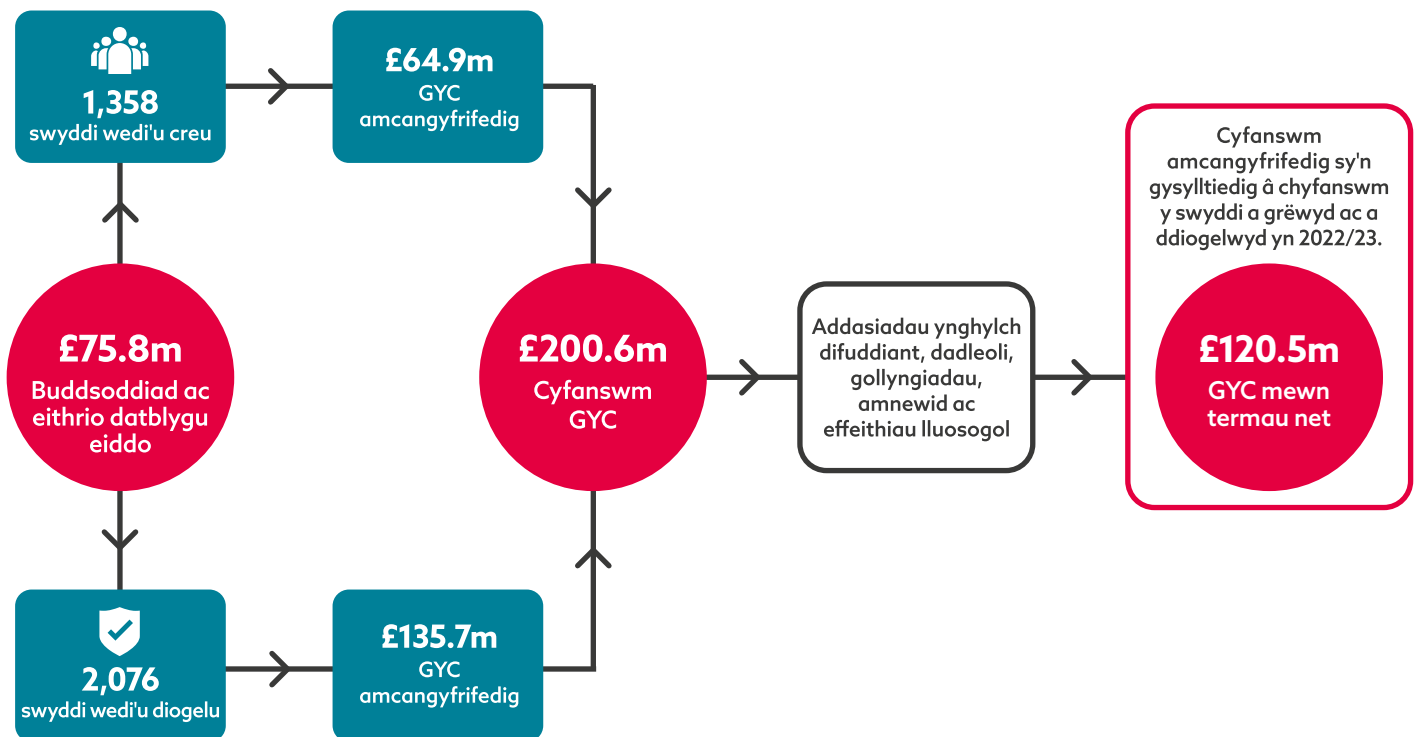 1,358
swyddi wedi'u creu
£64.9m
GYC
amcangyfrifedig
£75.8m
Buddsoddiad ac
eithrio datblygu
eiddo
2,076
swyddi wedi'u diogelu
£135.7m
GYC
amcangyfrifedig
£200.6m
Cyfanswm
GYC
Addasiadau ynghylch
difuddiant, dadleoli,
gollyngiadau,
amnewid ac
effeithiau lluosogol
Cyfanswm
amcangyfrifedig sy'n
gysylltiedig â chyfanswm
y swyddi a grëwyd ac a
ddiogelwyd yn 2022/23.
£120.5m
GYC mewn
termau net